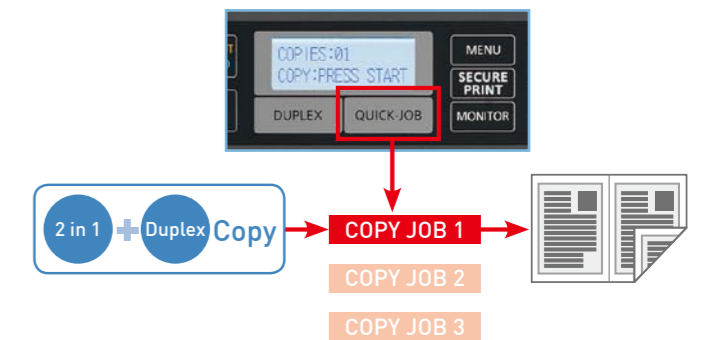 COPIES:01
COPY:PRESS START
MENU
SECURE
PRINT
DUPLEX
QUICK-JOB
MONITOR
2 in 1 + Duplex Copy
COPY JOB 1
COPY JOB 2
COPY JOB 3